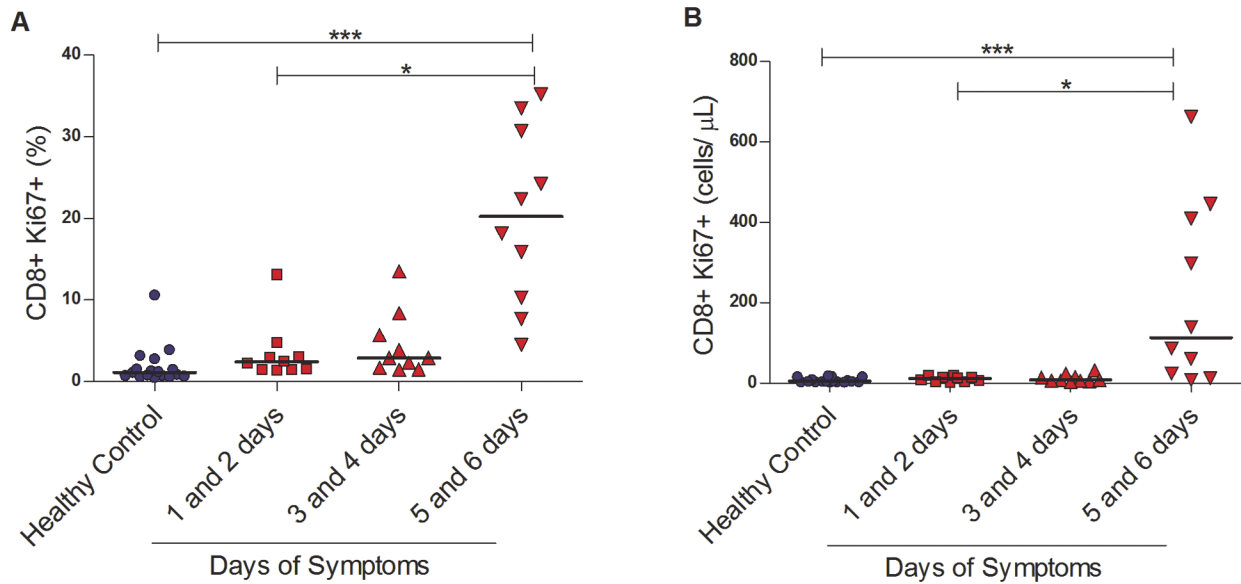 A
***
*
40
30
20
10
0
CD8+ Ki67+ (%)
Healthy Control
1 and 2 days
3 and 4 days
5 and 6 days
Days of Symptoms
B
***
*
800
600
400
200
0
CD8+ Ki67+ (cells/ μL)
Healthy Control
1 and 2 days
3 and 4 days
5 and 6 days
Days of Symptoms